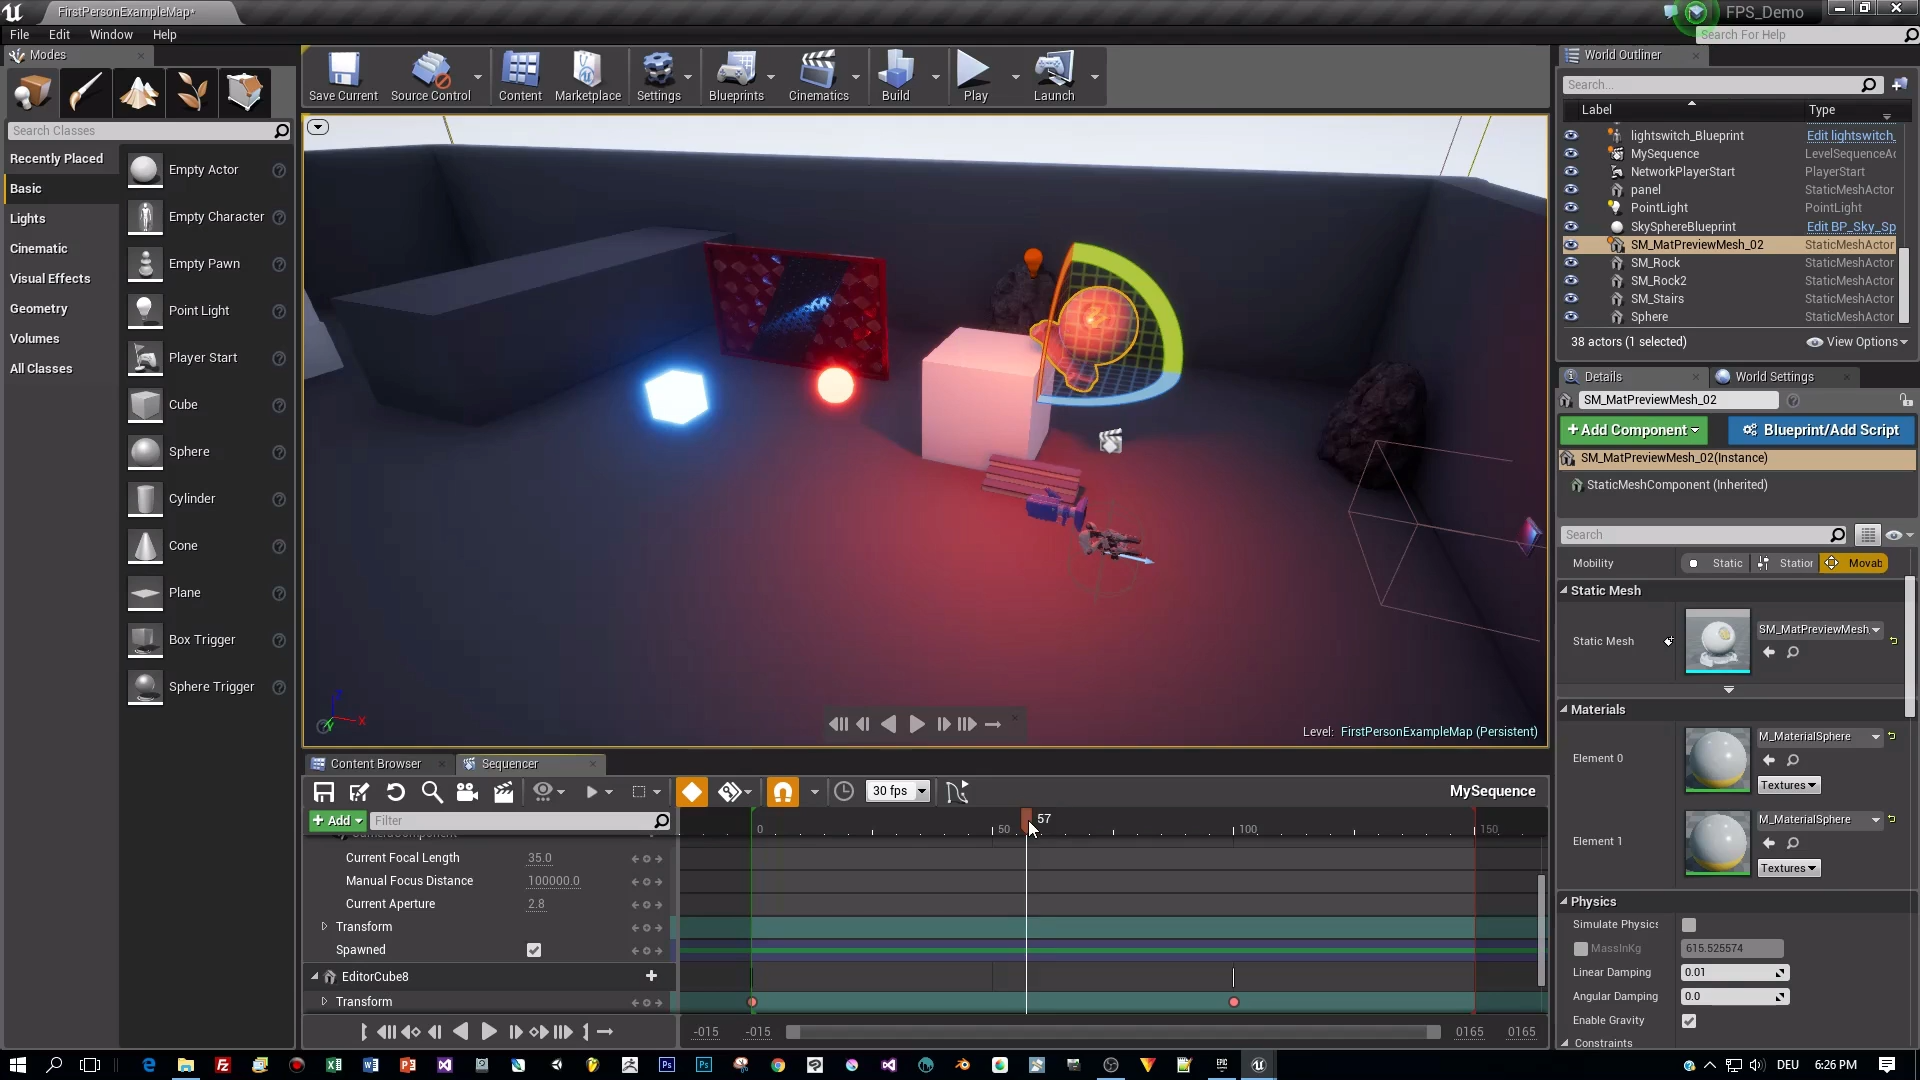 FirstPersonExampleMap*
FPS_Demo
File Edit Window Help
Search For Help
Modes
Save Current
Source Control
Content
Marketplace
Settings
Blueprints
Cinematics
Build
Play
Launch
Search Classes
Recently Placed
Basic
Lights
Cinematic
Visual Effects
Geometry
Volumes
All Classes
Empty Actor
Empty Character
Empty Pawn
Point Light
Player Start
Cube
Sphere
Cylinder
Cone
Plane
Box Trigger
Sphere Trigger
Level: FirstPersonExampleMap (Persistent)
World Outliner
Search...
Label Type
lightswitch_Blueprint Edit lightswitch_
MySequence LevelSequenceAc
NetworkPlayerStart PlayerStart
panel StaticMeshActor
PointLight PointLight
SkySphereBlueprint Edit BP_Sky_Sp
SM_MatPreviewMesh_02 StaticMeshActor
SM_Rock StaticMeshActor
SM_Rock2 StaticMeshActor
SM_Stairs StaticMeshActor
Sphere StaticMeshActor
38 actors (1 selected) View Options
Details World Settings
SM_MatPreviewMesh_02
+Add Component Blueprint/Add Script
SM_MatPreviewMesh_02(Instance)
StaticMeshComponent (Inherited)
Search
Mobility Static Station Movab
Static Mesh
Static Mesh SM_MatPreviewMesh
Materials
Element 0 M_MaterialSphere
Textures
Element 1 M_MaterialSphere
Textures
Physics
Simulate Physics
MassInKg 615.525574
Linear Damping 0.01
Angular Damping 0.0
Enable Gravity
Constraints
Content Browser Sequencer
30 fps
MySequence
+ Add Filter
0 50 57 100 150
Current Focal Length 35.0
Manual Focus Distance 100000.0
Current Aperture 2.8
Transform
Spawned
EditorCube8
Transform
-015 -015 0165 0165
DEU 6:26 PM